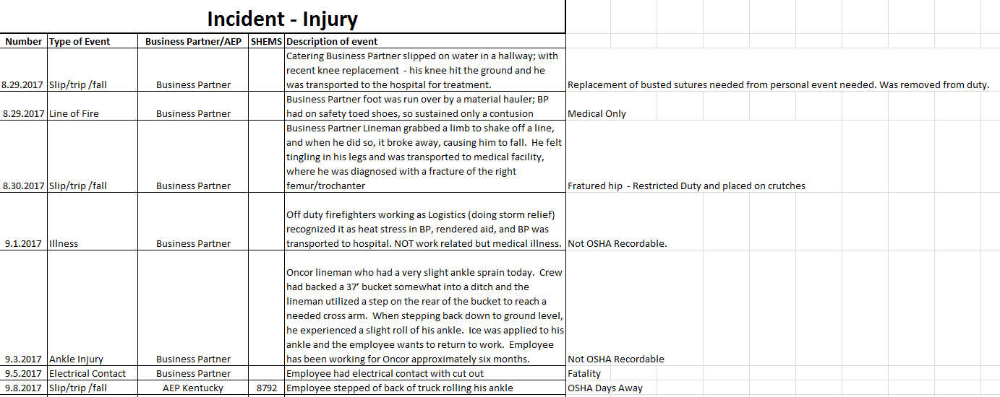 Incident - Injury
Number Type of Event Business Partner/AEP SHEMS Description of event
Catering Business Partner slipped on water in a hallway; with
recent knee replacement - his knee hit the ground and he
8.29.2017 Slip/trip /fall Business Partner was transported to the hospital for treatment. Replacement of busted sutures needed from personal event needed. Was removed from duty.
Business Partner foot was run over by a material hauler; BP
8.29.2017 Line of Fire Business Partner had on safety toed shoes, so sustained only a contusion Medical Only
Business Partner Lineman grabbed a limb to shake off a line,
and when he did so, it broke away, causing him to fall. He felt
tingling in his legs and was transported to medical facility,
where he was diagnosed with a fracture of the right
8.30.2017 Slip/trip /fall Business Partner femur/trochanter Fratured hip - Restricted Duty and placed on crutches
Off duty firefighters working as Logistics (doing storm relief)
recognized it as heat stress in BP, rendered aid, and BP was
9.1.2017 Illness Business Partner transported to hospital. NOT work related but medical illness. Not OSHA Recordable.
Oncor lineman who had a very slight ankle sprain today. Crew
had backed a 37’ bucket somewhat into a ditch and the
lineman utilized a step on the rear of the bucket to reach a
needed cross arm. When stepping back down to ground level,
he experienced a slight roll of his ankle. Ice was applied to his
ankle and the employee wants to return to work. Employee
9.3.2017 Ankle Injury Business Partner has been working for Oncor approximately six months. Not OSHA Recordable
9.5.2017 Electrical Contact Business Partner Employee had electrical contact with cut out Fatality
9.8.2017 Slip/trip /fall AEP Kentucky 8792 Employee stepped of back of truck rolling his ankle OSHA Days Away